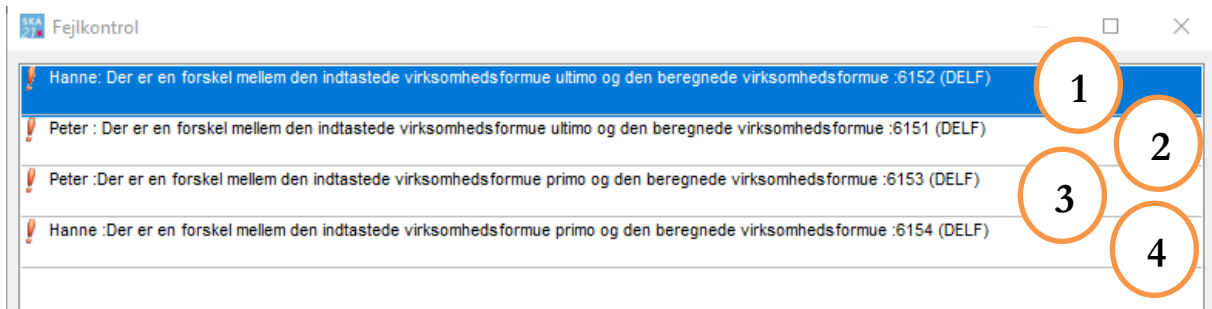 SKA 21 Fejlkontrol
Hanne: Der er en forskel mellem den indtastede virksomhedsformue ultimo og den beregnede virksomhedsformue :6152 (DELF)
1
Peter : Der er en forskel mellem den indtastede virksomhedsformue ultimo og den beregnede virksomhedsformue :6151 (DELF)
2
Peter :Der er en forskel mellem den indtastede virksomhedsformue primo og den beregnede virksomhedsformue :6153 (DELF)
3
Hanne :Der er en forskel mellem den indtastede virksomhedsformue primo og den beregnede virksomhedsformue :6154 (DELF)
4